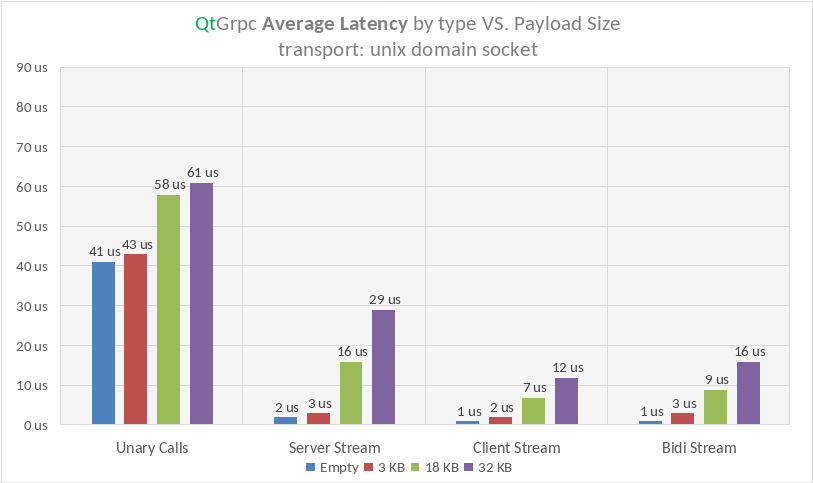 QtGrpc Average Latency by type VS. Payload Size
transport: unix domain socket
90 us
80 us
70 us
60 us
50 us
40 us
30 us
20 us
10 us
0 us
41 us
43 us
58 us
61 us
2 us
3 us
16 us
29 us
1 us
2 us
7 us
12 us
1 us
3 us
9 us
16 us
Unary Calls
Server Stream
Client Stream
Bidi Stream
Empty
3 KB
18 KB
32 KB